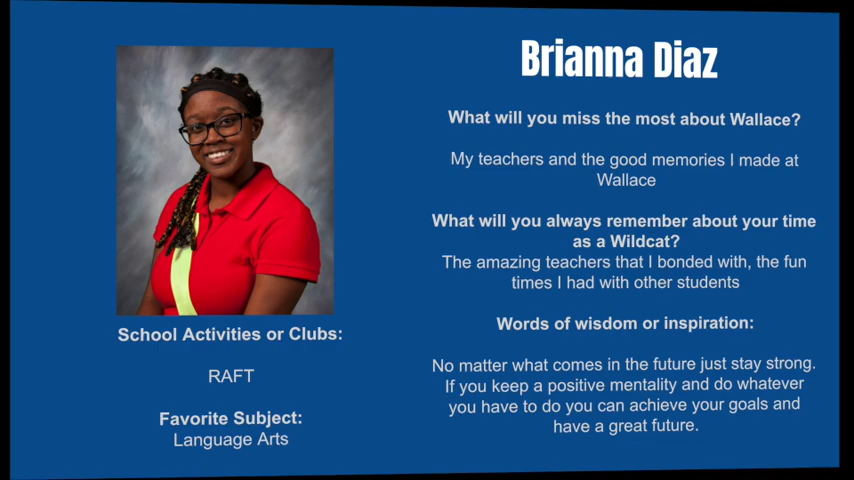 Brianna Diaz
What will you miss the most about Wallace?
My teachers and the good memories I made at
Wallace
What will you always remember about your time
as a Wildcat?
The amazing teachers that I bonded with, the fun
times I had with other students
Words of wisdom or inspiration:
No matter what comes in the future just stay strong.
If you keep a positive mentality and do whatever
you have to do you can achieve your goals and
have a great future.
School Activities or Clubs:
RAFT
Favorite Subject:
Language Arts